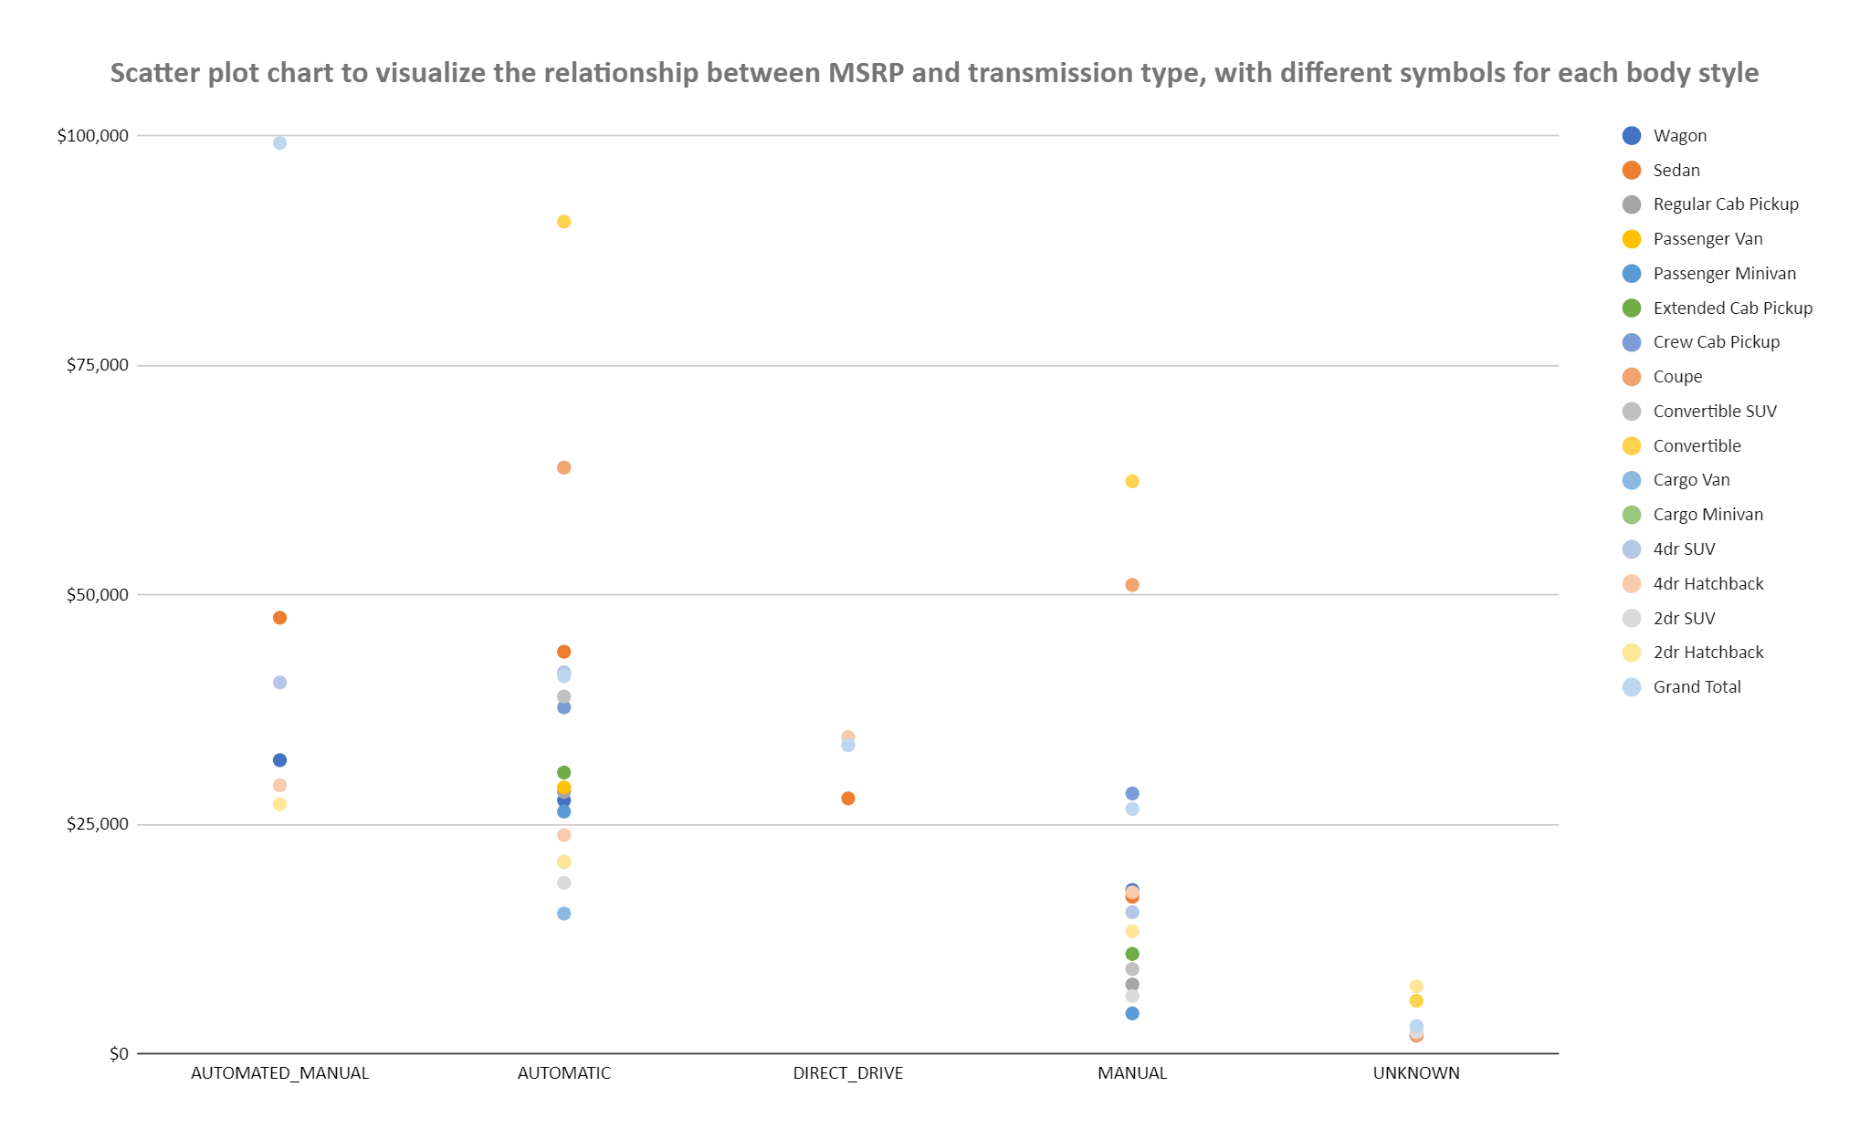 Scatter plot chart to visualize the relationship between MSRP and transmission type, with different symbols for each body style
$100,000
$75,000
$50,000
$25,000
$0
AUTOMATED_MANUAL
AUTOMATIC
DIRECT_DRIVE
MANUAL
UNKNOWN
Wagon
Sedan
Regular Cab Pickup
Passenger Van
Passenger Minivan
Extended Cab Pickup
Crew Cab Pickup
Coupe
Convertible SUV
Convertible
Cargo Van
Cargo Minivan
4dr SUV
4dr Hatchback
2dr SUV
2dr Hatchback
Grand Total